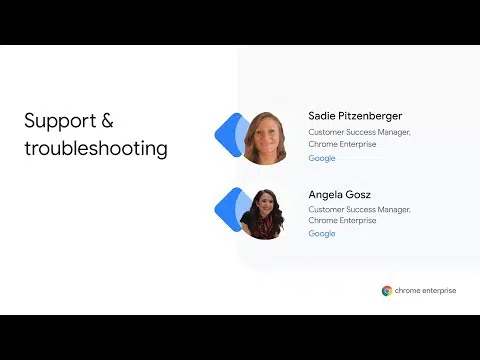 Support &
troubleshooting
Sadie Pitzenberger
Customer Success Manager,
Chrome Enterprise
Google
Angela Gosz
Customer Success Manager,
Chrome Enterprise
Google
chrome enterprise